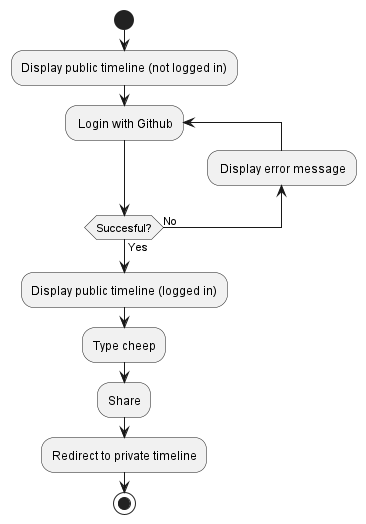 Display public timeline (not logged in)
Login with Github
Display error message
Succesful?
No
Yes
Display public timeline (logged in)
Type cheep
Share
Redirect to private timeline